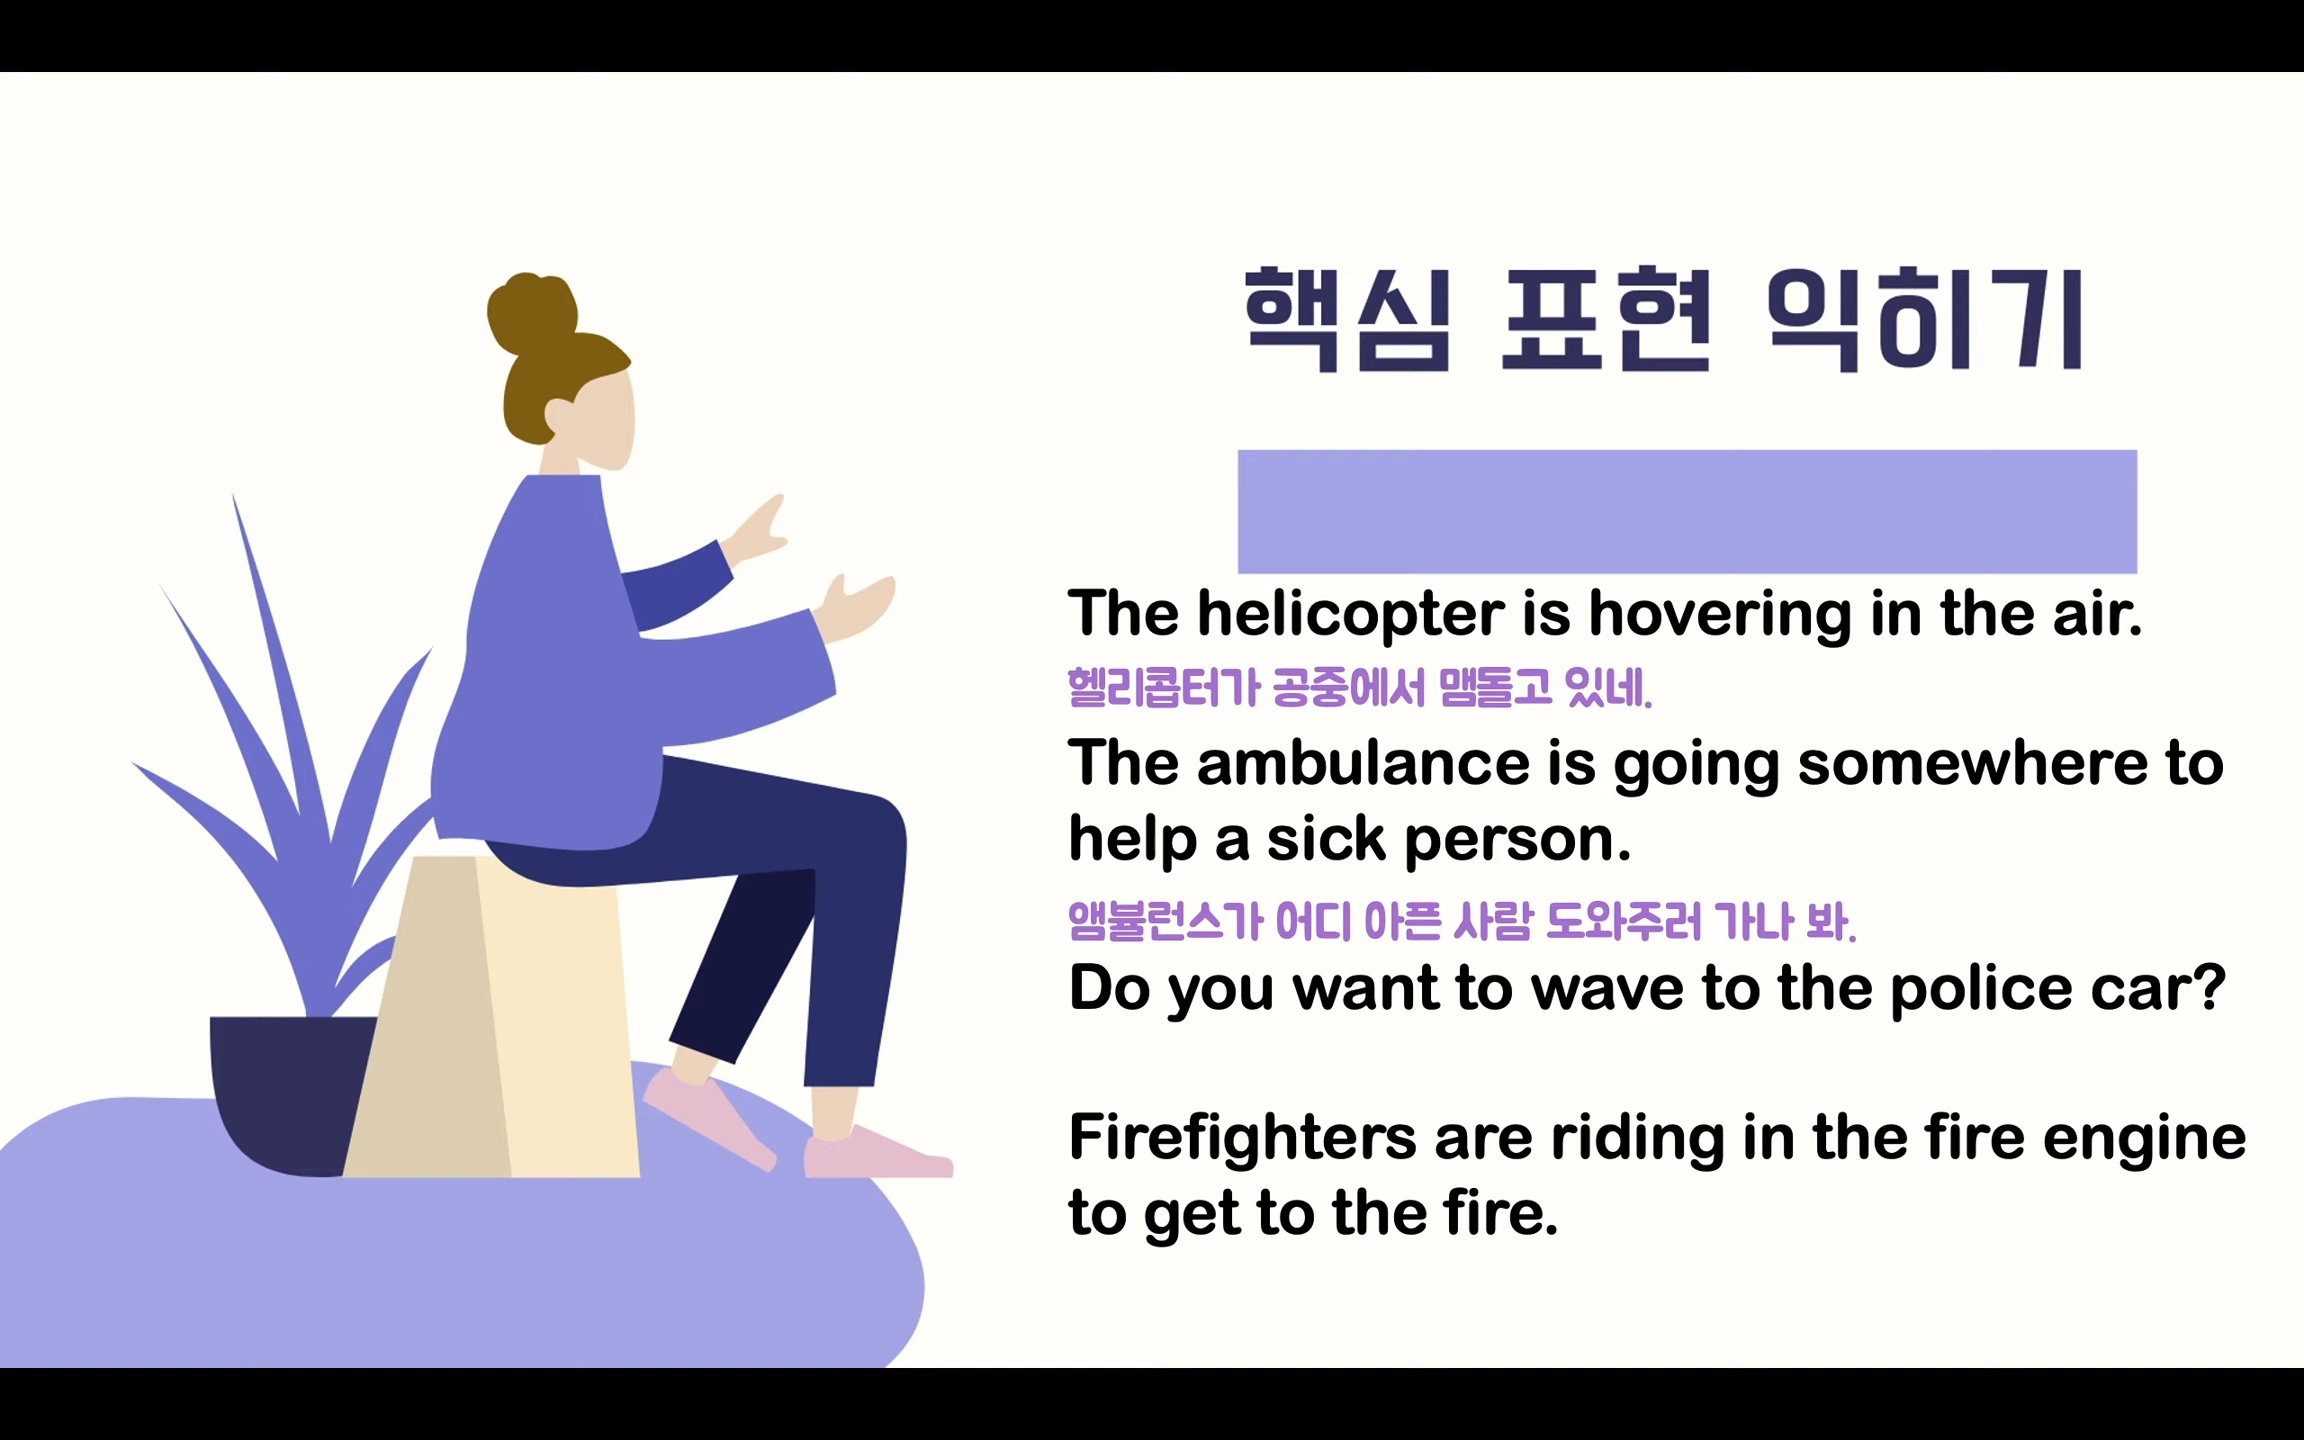 핵심 표현 익히기
The helicopter is hovering in the air.
헬리콥터가 공중에서 맴돌고 있네.
The ambulance is going somewhere to
help a sick person.
앰뷸런스가 어디 아픈 사람 도와주러 가나 봐.
Do you want to wave to the police car?
Firefighters are riding in the fire engine
to get to the fire.